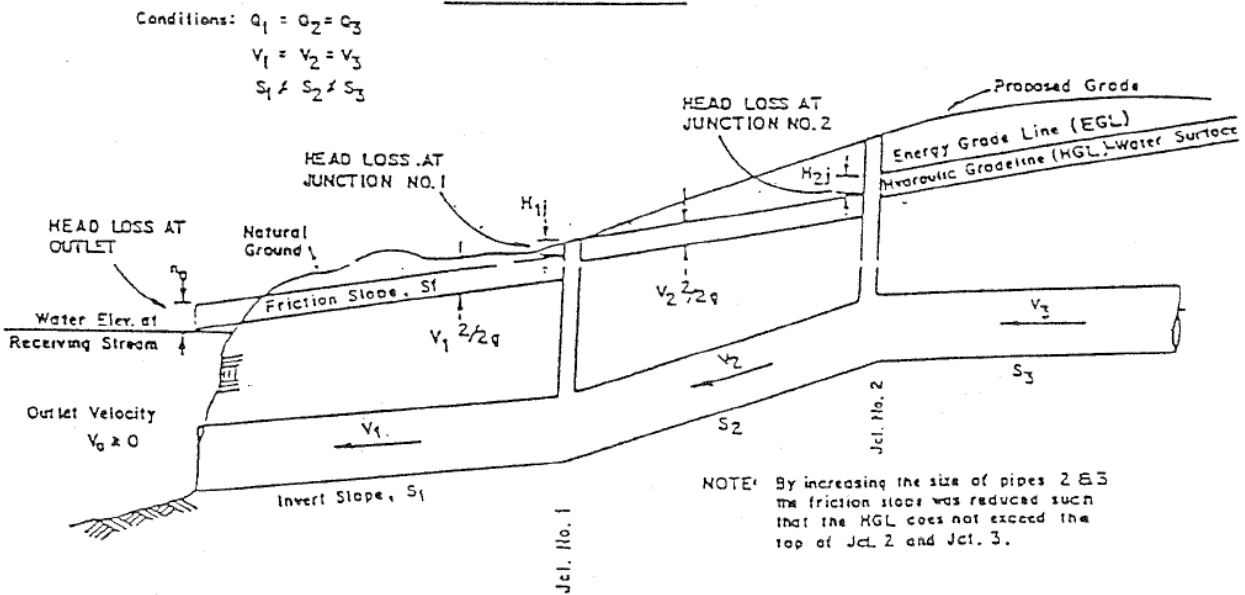 Conditions: Q1 = Q2 = Q3
V1 = V2 = V3
S1 ≠ S2 ≠ S3
Proposed Grade
HEAD LOSS AT
JUNCTION NO. 2
Energy Grade Line (EGL)
Hydraulic Gradeline (HGL)-Water Surface
H2j
HEAD LOSS AT
JUNCTION NO. 1
H1j
HEAD LOSS AT
OUTLET
Natural
Ground
Friction Slope, Sf
V1 2/2g
V2 2/2g
Water Elev. at
Receiving Stream
V3
V2
S3
Outlet Velocity
Vo ≈ 0
V1
S2
Jct. No. 2
Invert Slope, S1
Jct. No. 1
NOTE: By increasing the size of pipes 2 & 3
the friction slope was reduced such
that the HGL does not exceed the
top of Jct. 2 and Jct. 3.